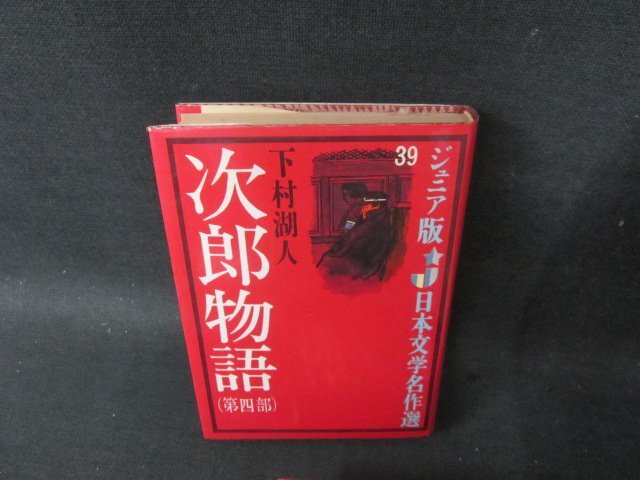 39
ジュニア版
日本文学名作選
下村湖人
次郎物語
(第四部)